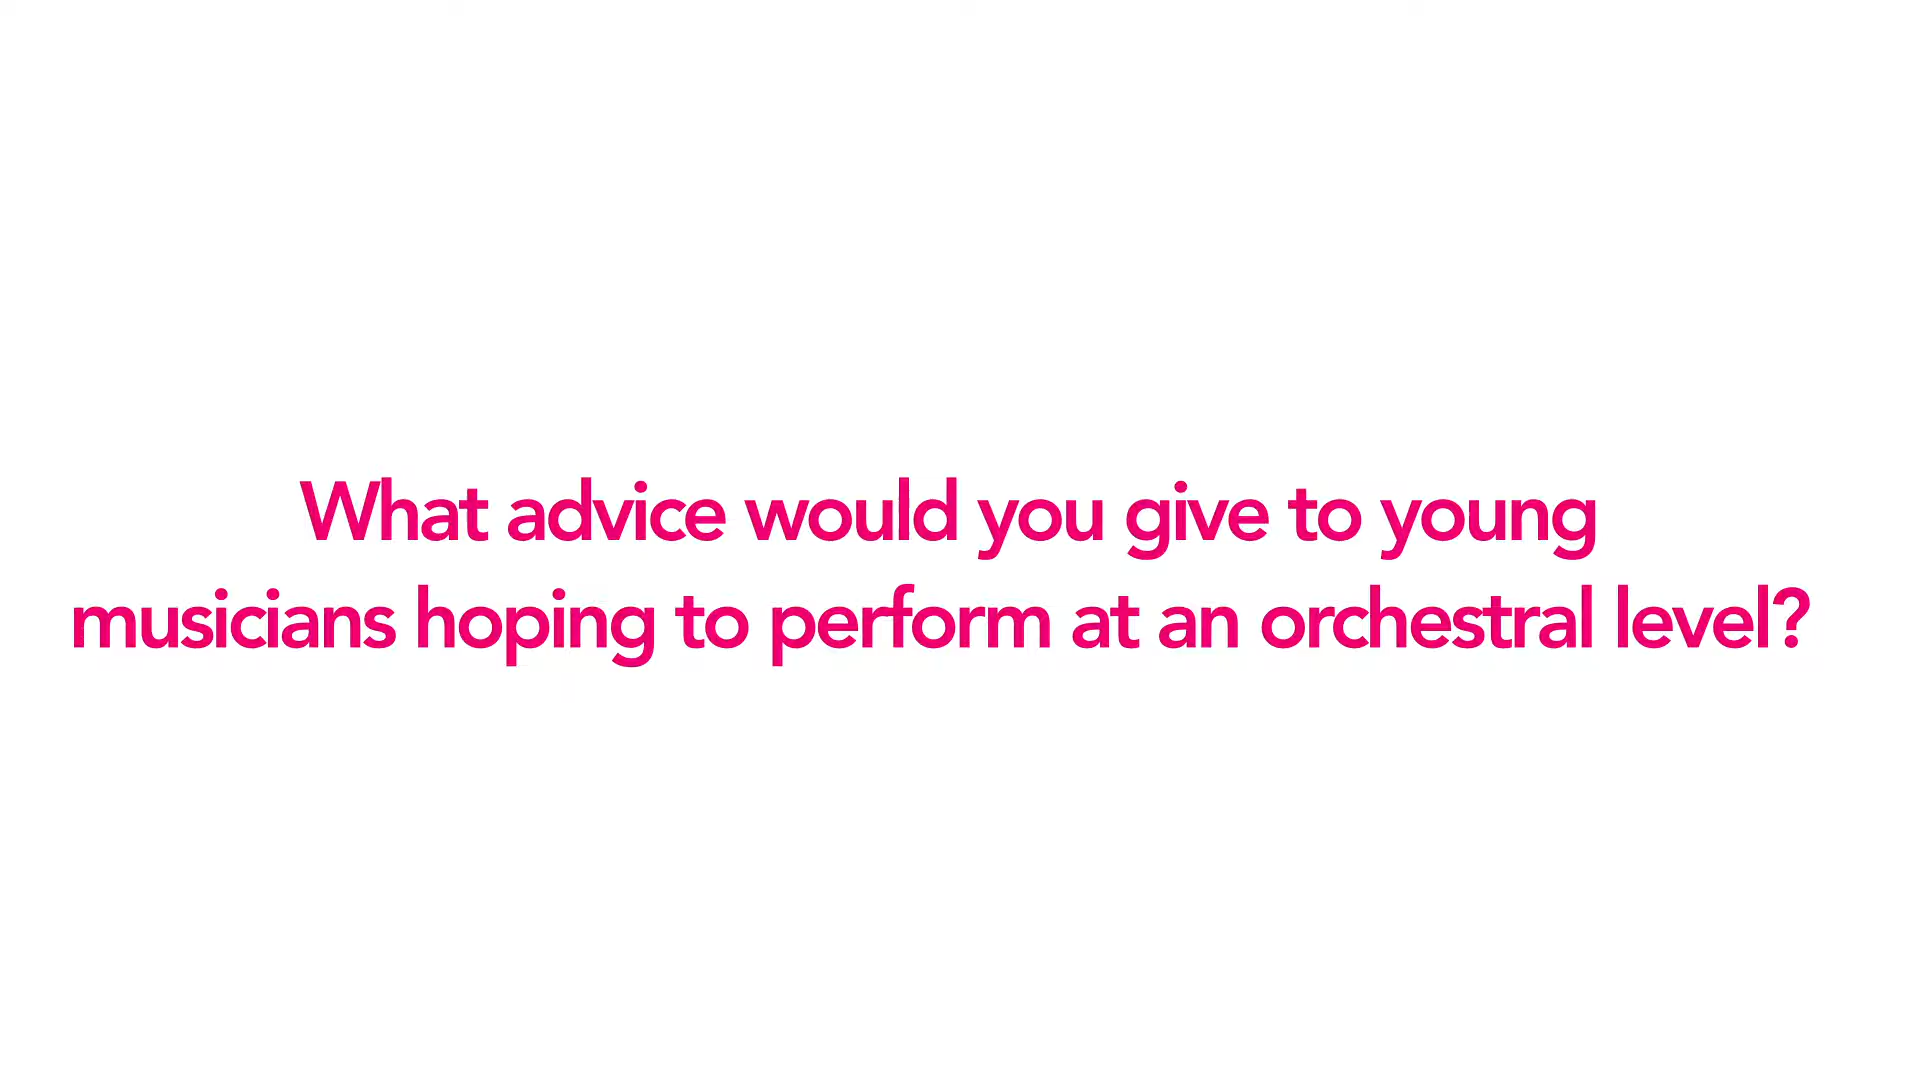 What advice would you give to young
musicians hoping to perform at an orchestral level?